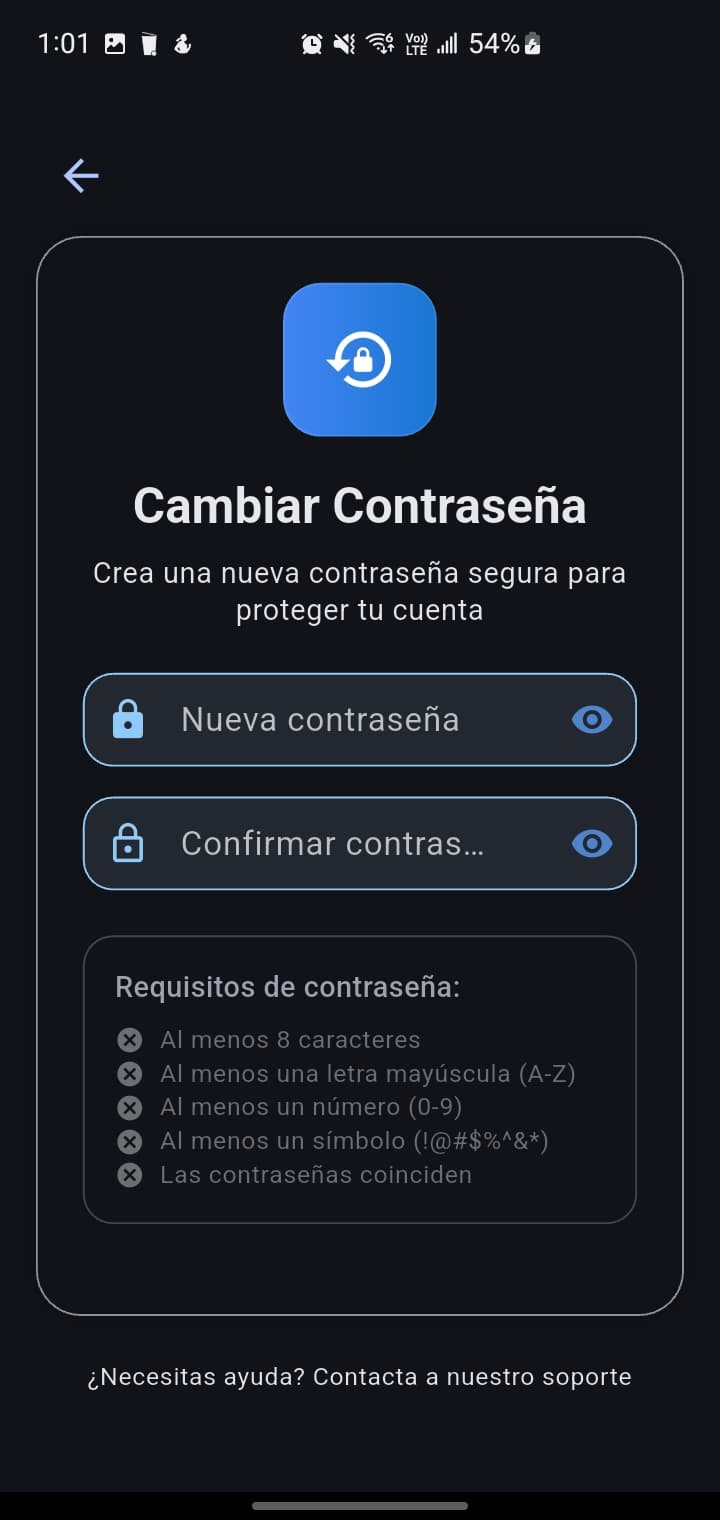 1:01
Vo))
LTE
54%
Cambiar Contraseña
Crea una nueva contraseña segura para
proteger tu cuenta
Nueva contraseña
Confirmar contras...
Requisitos de contraseña:
Al menos 8 caracteres
Al menos una letra mayúscula (A-Z)
Al menos un número (0-9)
Al menos un símbolo (!@#$%^&*)
Las contraseñas coinciden
¿Necesitas ayuda? Contacta a nuestro soporte